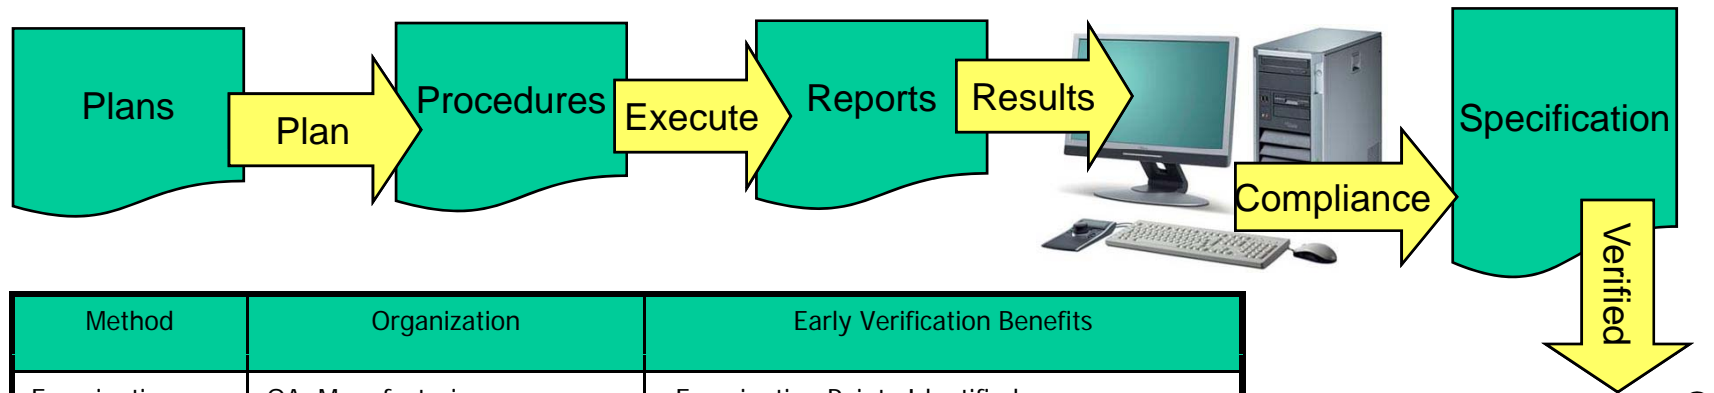 Plans
Plan
Procedures
Execute
Reports
Results
Compliance
Specification
Verified
Method Organization Early Verification Benefits